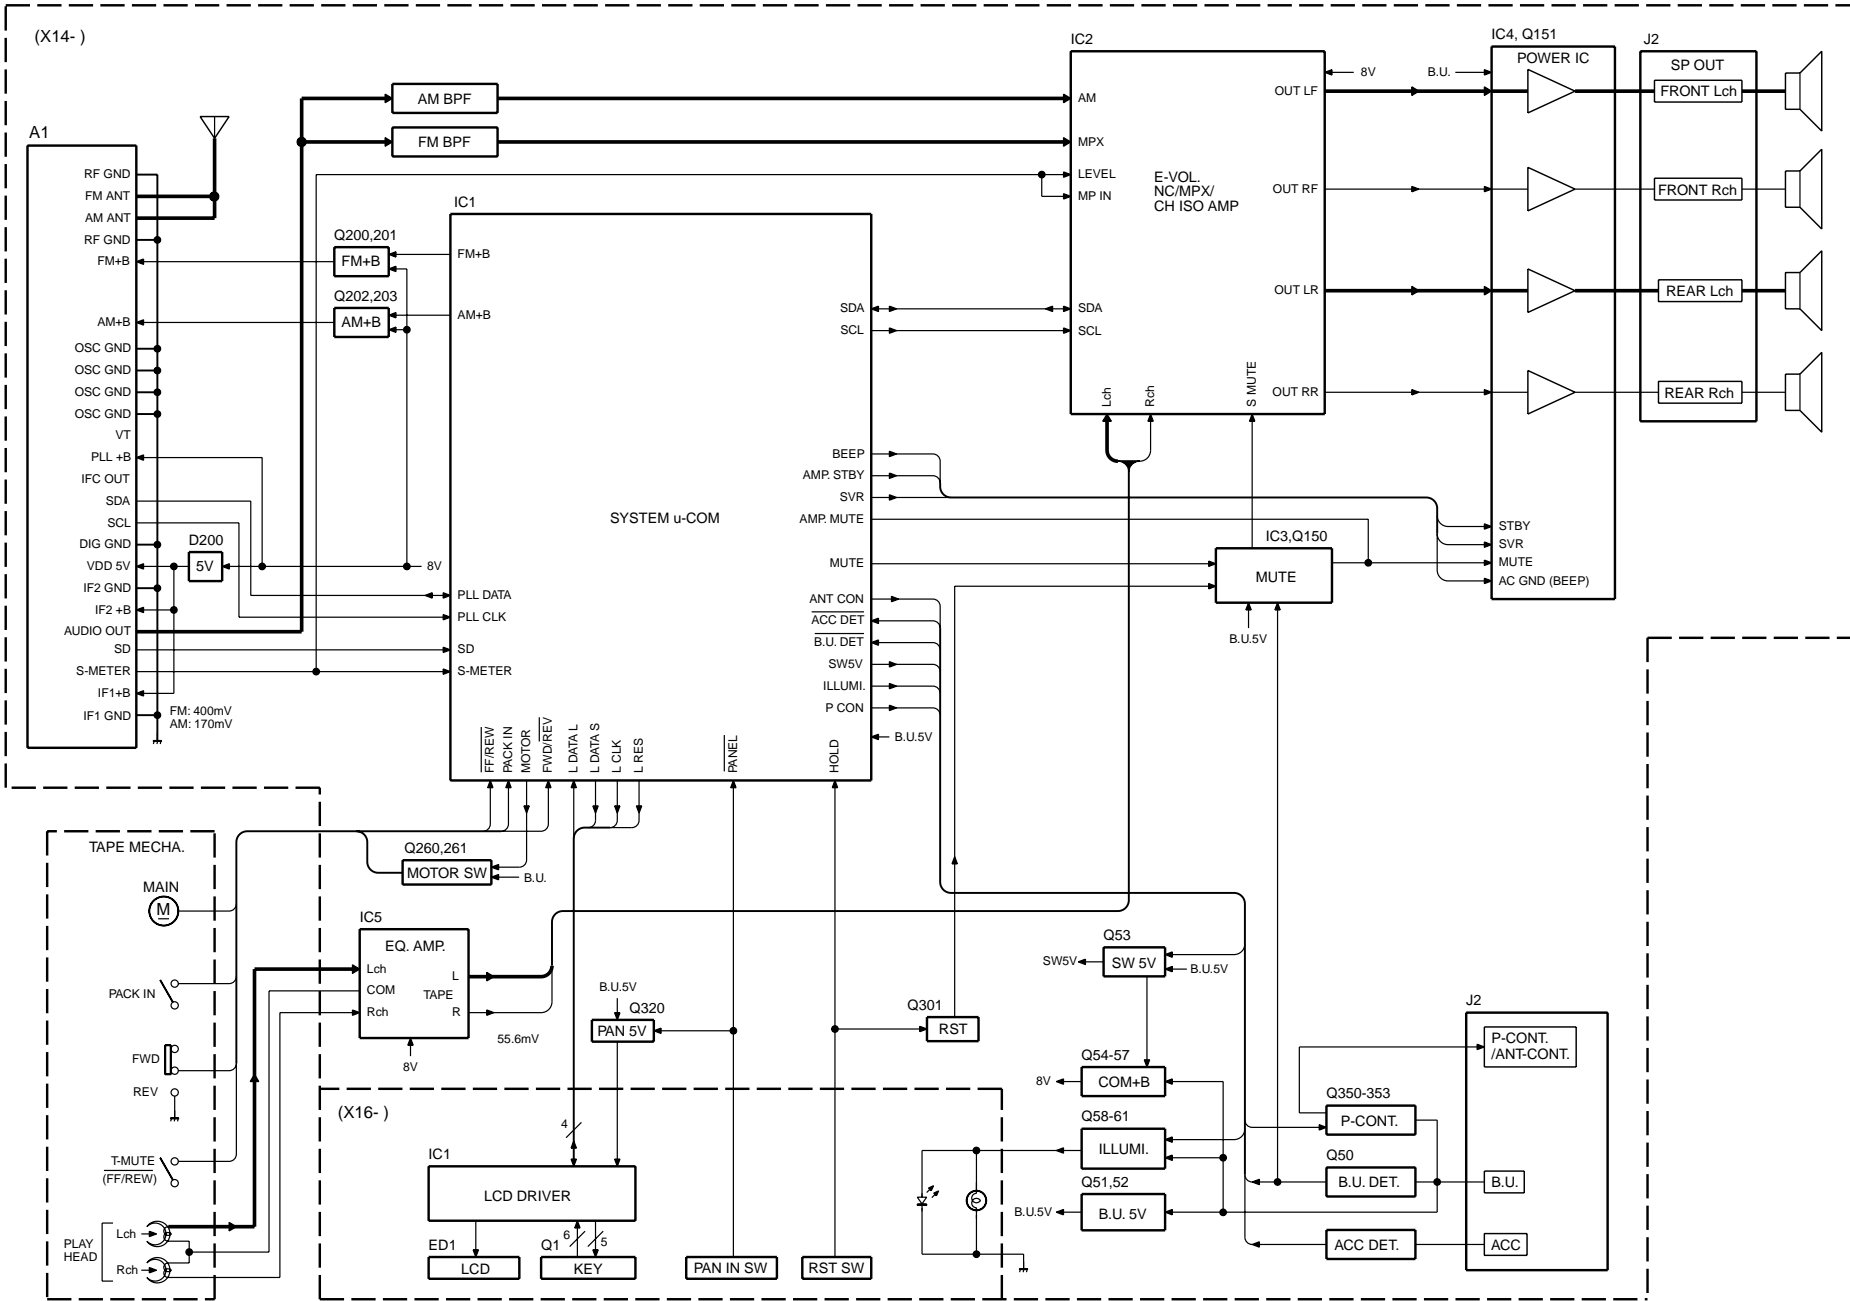 (X14- )
A1
RF GND
FM ANT
AM ANT
RF GND
FM+B
AM+B
OSC GND
OSC GND
OSC GND
OSC GND
VT
PLL +B
IFC OUT
SDA
SCL
DIG GND
VDD 5V
IF2 GND
IF2 +B
AUDIO OUT
SD
S-METER
IF1+B
IF1 GND
FM: 400mV
AM: 170mV
D200
5V
8V
AM BPF
FM BPF
Q200,201
FM+B
Q202,203
AM+B
IC1
FM+B
AM+B
SYSTEM u-COM
PLL DATA
PLL CLK
SD
S-METER
FF/REW
PACK IN
MOTOR
FWD/REV
L DATA L
L DATA S
L CLK
L RES
PANEL
HOLD
SDA
SCL
BEEP
AMP. STBY
SVR
AMP. MUTE
MUTE
ANT CON
ACC DET
B.U. DET
SW5V
ILLUMI.
P CON
B.U.5V
IC2
AM
MPX
LEVEL
MP IN
E-VOL.
NC/MPX/
CH ISO AMP
SDA
SCL
Lch
Rch
S MUTE
OUT LF
OUT RF
OUT LR
OUT RR
8V
B.U.
IC4, Q151
POWER IC
STBY
SVR
MUTE
AC GND (BEEP)
J2
SP OUT
FRONT Lch
FRONT Rch
REAR Lch
REAR Rch
IC3,Q150
MUTE
B.U.5V
TAPE MECHA.
MAIN
M
PACK IN
FWD
REV
T-MUTE
(FF/REW)
PLAY
HEAD
Lch
Rch
Q260,261
MOTOR SW
B.U.
IC5
EQ. AMP.
Lch
COM
Rch
L
TAPE
R
8V
55.6mV
B.U.5V
Q320
PAN 5V
Q301
RST
(X16- )
4
IC1
LCD DRIVER
ED1
LCD
Q1
6
5
KEY
PAN IN SW
RST SW
Q53
SW5V
SW 5V
B.U.5V
Q54-57
8V
COM+B
Q58-61
ILLUMI.
Q51,52
B.U.5V
B.U. 5V
Q350-353
P-CONT.
Q50
B.U. DET.
ACC DET.
J2
P-CONT.
/ANT-CONT.
B.U.
ACC